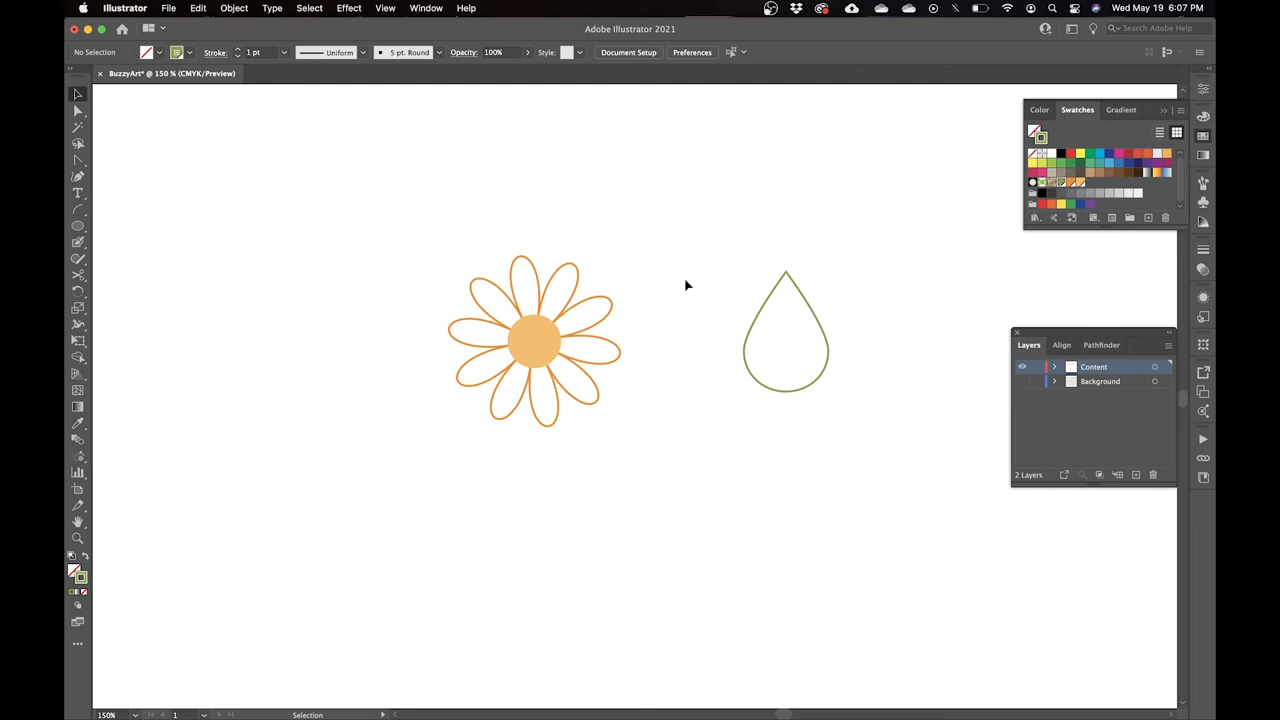 Illustrator File Edit Object Type Select Effect View Window Help Wed May 19 6:07 PM
Adobe Illustrator 2021 Search Adobe Help
No Selection Stroke: 1 pt Uniform 5 pt. Round Opacity: 100% Style: Document Setup Preferences
× BuzzyArt* @ 150 % (CMYK/Preview)
Color Swatches Gradient
Layers Align Pathfinder
Content
Background
2 Layers
150% 1 Selection